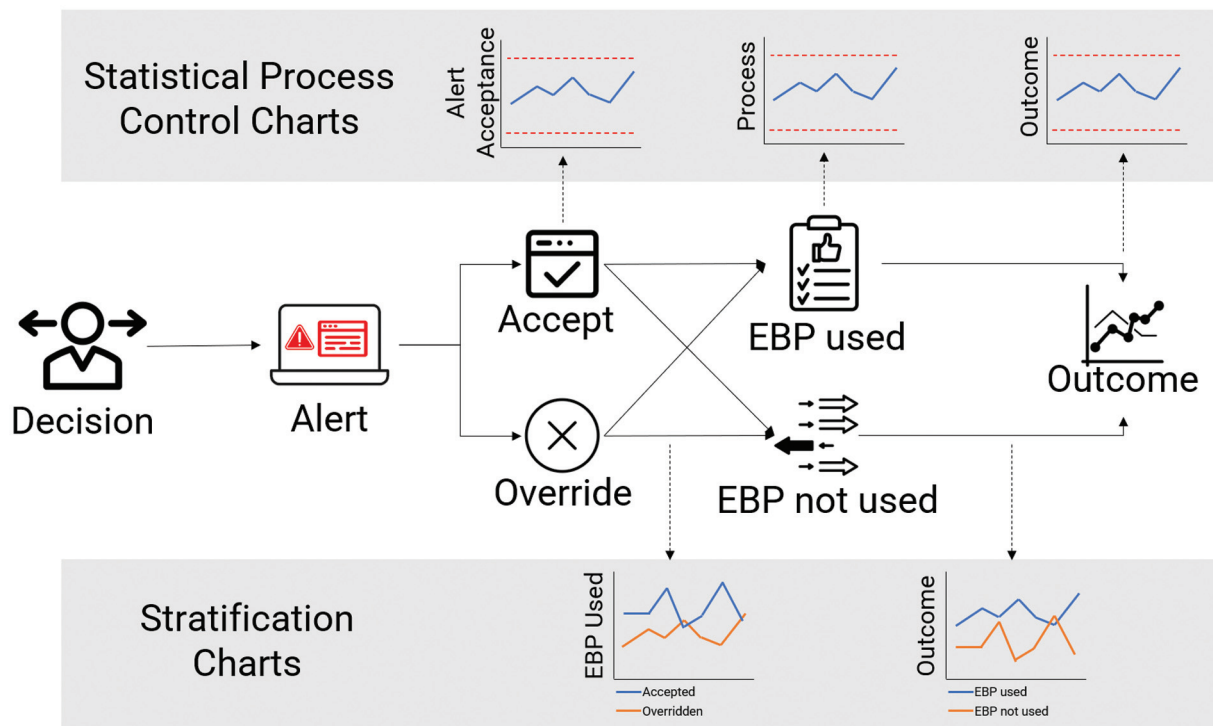 Statistical Process
Control Charts
Alert
Acceptance
Process
Outcome
Accept
EBP used
Outcome
Decision
Alert
Override
EBP not used
Stratification
Charts
EBP Used
Accepted
Overridden
Outcome
EBP used
EBP not used